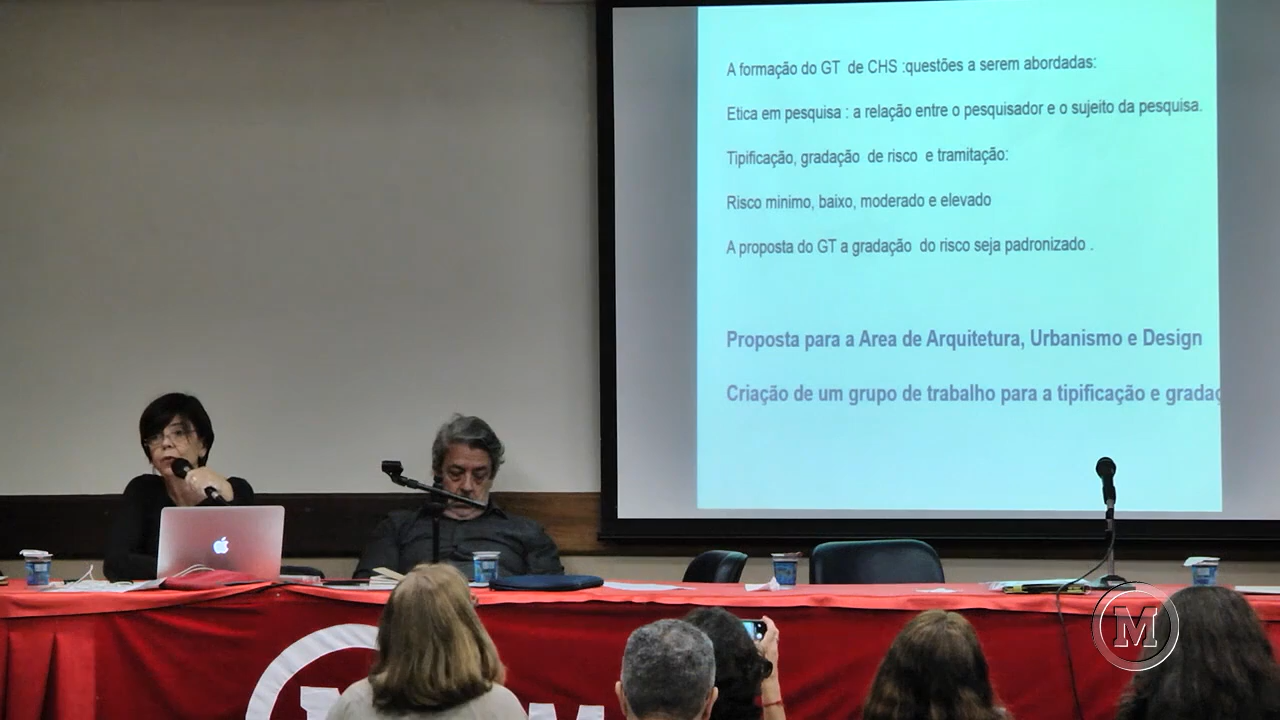 A formação do GT de CHS :questões a serem abordadas:
Etica em pesquisa : a relação entre o pesquisador e o sujeito da pesquisa.
Tipificação, gradação de risco e tramitação:
Risco minimo, baixo, moderado e elevado
A proposta do GT a gradação do risco seja padronizado .
Proposta para a Area de Arquitetura, Urbanismo e Design
Criação de um grupo de trabalho para a tipificação e gradaç
M